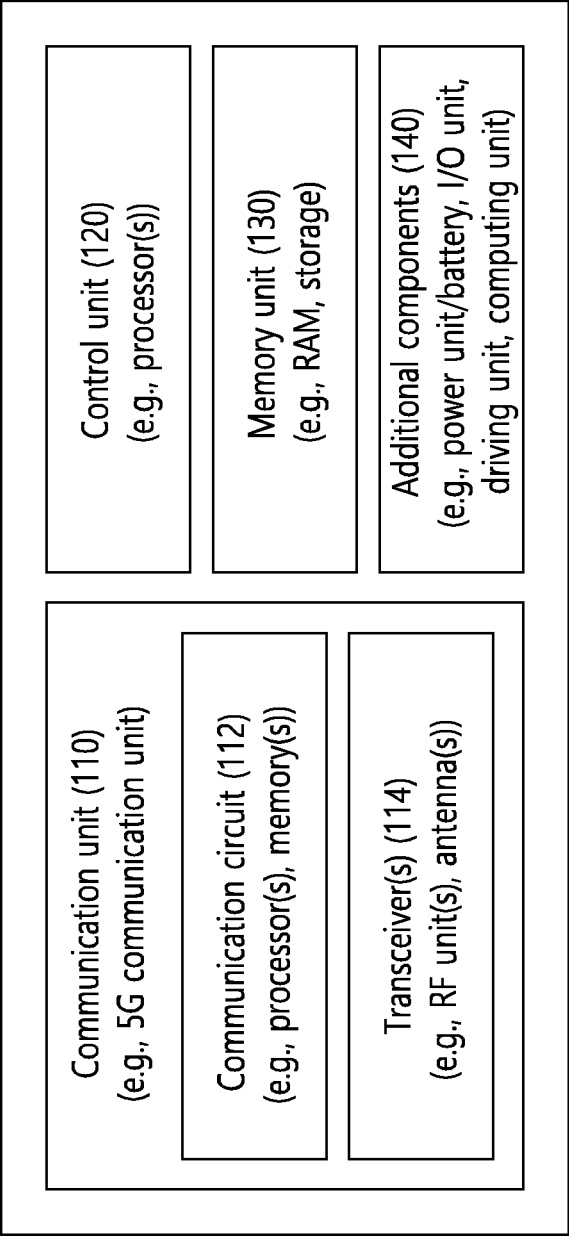 Communication unit (110)
(e.g., 5G communication unit)
Communication circuit (112)
(e.g., processor(s), memory(s))
Transceiver(s) (114)
(e.g., RF unit(s), antenna(s))
Control unit (120)
(e.g., processor(s))
Memory unit (130)
(e.g., RAM, storage)
Additional components (140)
(e.g., power unit/battery, I/O unit,
driving unit, computing unit)